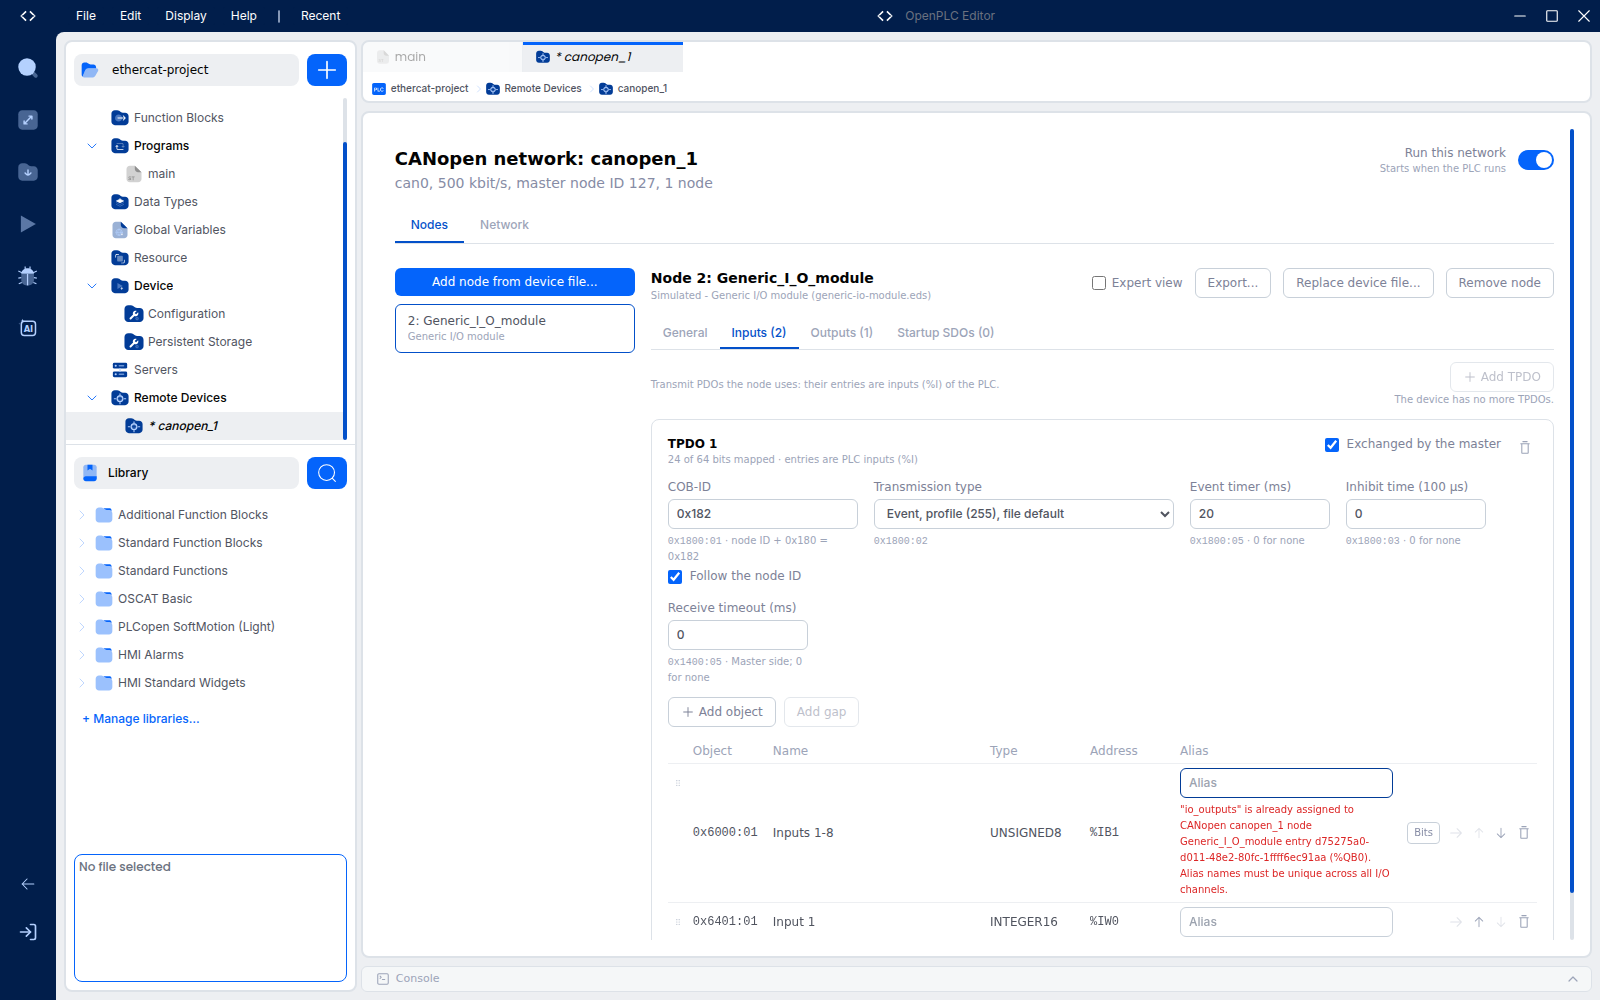 File Edit Display Help | Recent
OpenPLC Editor
ethercat-project
Function Blocks
Programs
main
Data Types
Global Variables
Resource
Device
Configuration
Persistent Storage
Servers
Remote Devices
* canopen_1
Library
Additional Function Blocks
Standard Function Blocks
Standard Functions
OSCAT Basic
PLCopen SoftMotion (Light)
HMI Alarms
HMI Standard Widgets
+ Manage libraries...
No file selected
main
* canopen_1
PLC ethercat-project Remote Devices canopen_1
CANopen network: canopen_1
can0, 500 kbit/s, master node ID 127, 1 node
Run this network
Starts when the PLC runs
Nodes Network
Add node from device file...
2: Generic_I_O_module
Generic I/O module
Node 2: Generic_I_O_module
Simulated - Generic I/O module (generic-io-module.eds)
Expert view Export... Replace device file... Remove node
General Inputs (2) Outputs (1) Startup SDOs (0)
Transmit PDOs the node uses: their entries are inputs (%I) of the PLC.
+ Add TPDO
The device has no more TPDOs.
TPDO 1
24 of 64 bits mapped · entries are PLC inputs (%I)
Exchanged by the master
COB-ID Transmission type Event timer (ms) Inhibit time (100 µs)
0x182 Event, profile (255), file default 20 0
0x1800:01 · node ID + 0x180 = 0x1800:02 0x1800:05 · 0 for none 0x1800:03 · 0 for none
0x182
Follow the node ID
Receive timeout (ms)
0
0x1400:05 · Master side; 0
for none
+ Add object Add gap
Object Name Type Address Alias
Alias
0x6000:01 Inputs 1-8 UNSIGNED8 %IB1
"io_outputs" is already assigned to
CANopen canopen_1 node
Generic_I_O_module entry d75275a0-
d011-48e2-80fc-1ffff6ec91aa (%QB0).
Alias names must be unique across all I/O
channels.
Bits
0x6401:01 Input 1 INTEGER16 %IW0 Alias
Console
AI